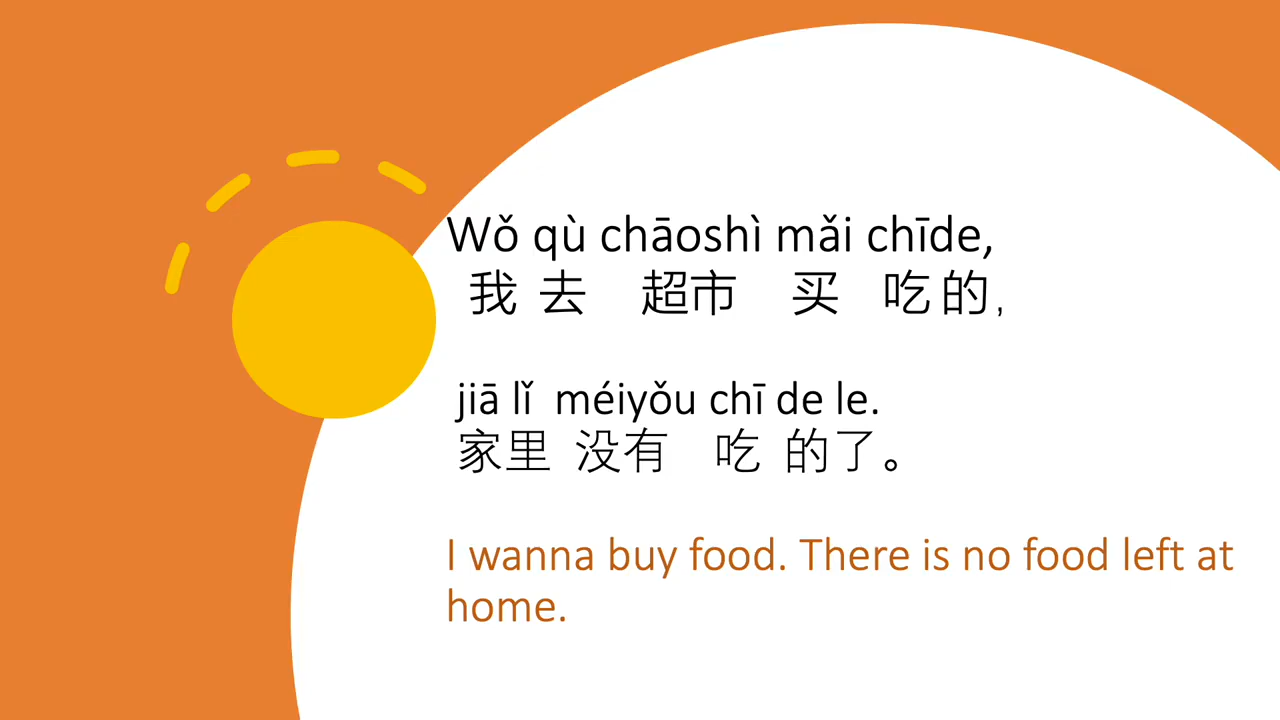 Wǒ qù chāoshì mǎi chīde,
我 去 超市 买 吃的,
jiā lǐ méiyǒu chī de le.
家里 没有 吃 的了。
I wanna buy food. There is no food left at
home.